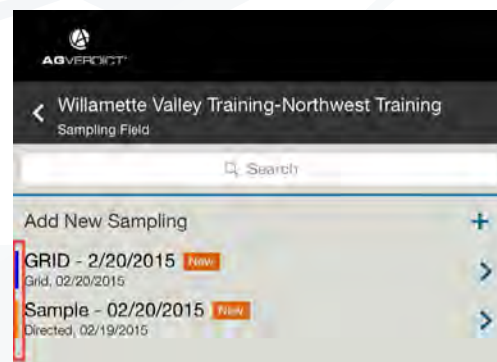 AGVERDICT
Willamette Valley Training-Northwest Training
Sampling Field
Search
Add New Sampling
GRID - 2/20/2015 New
Grid, 02/20/2015
Sample - 02/20/2015 New
Directed, 02/19/2015